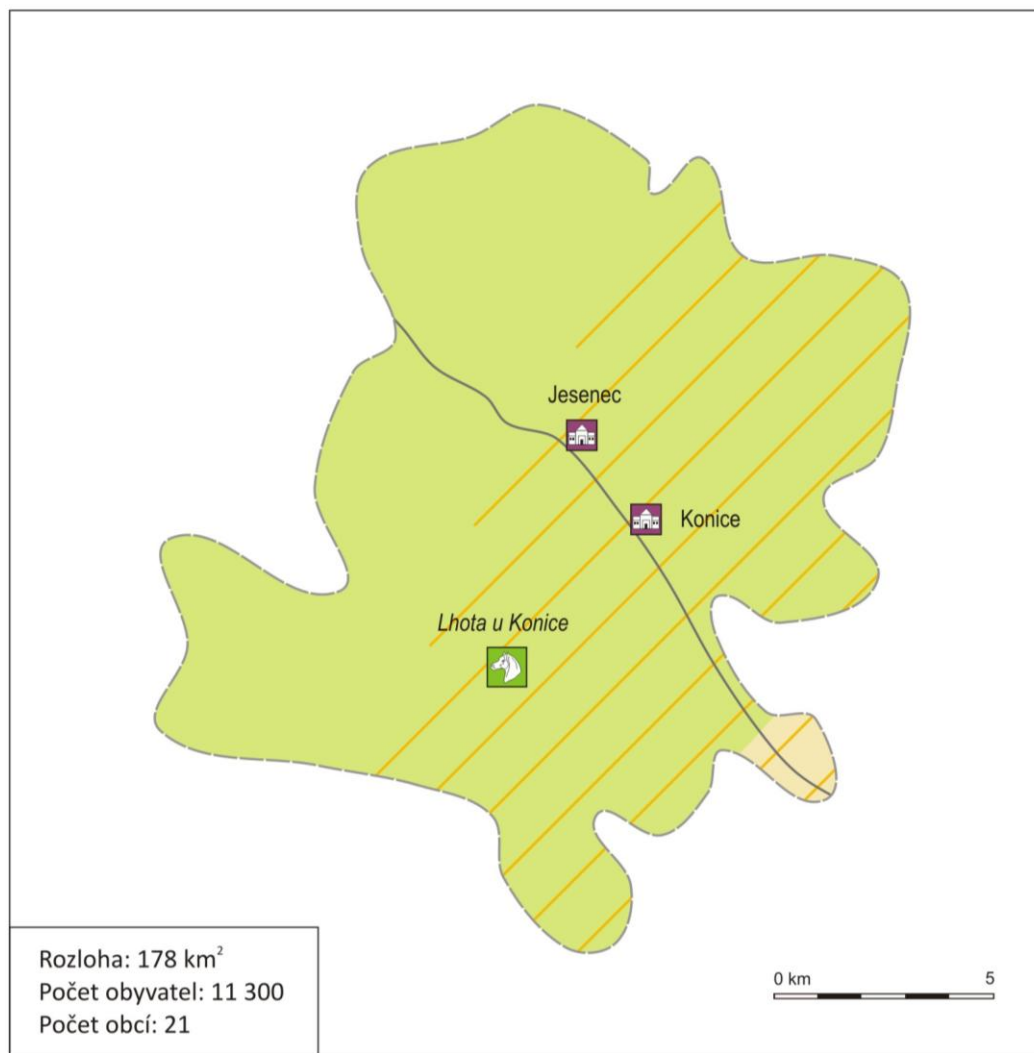 Jesenec
Konice
Lhota u Konice
Rozloha: 178 km²
Počet obyvatel: 11 300
Počet obcí: 21
0 km 5